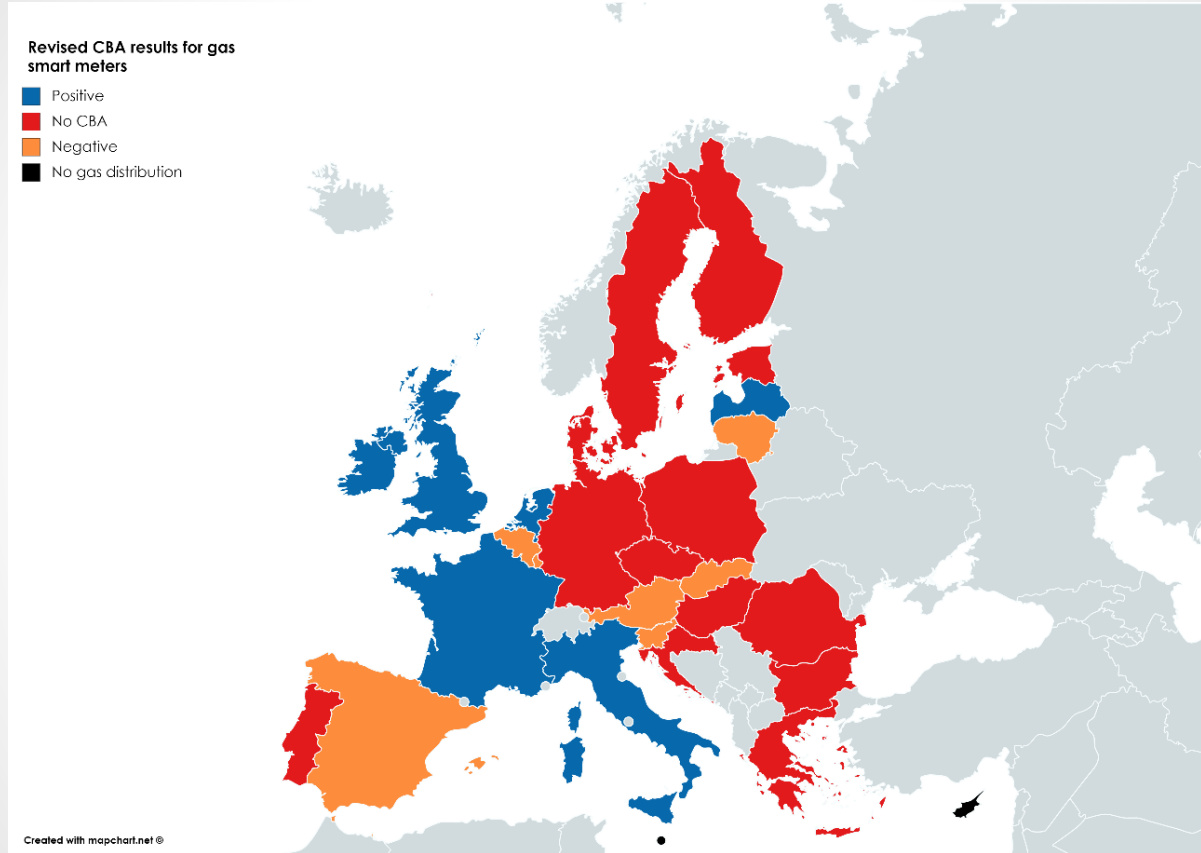 Revised CBA results for gas
smart meters
Positive
No CBA
Negative
No gas distribution
Created with mapchart.net ©